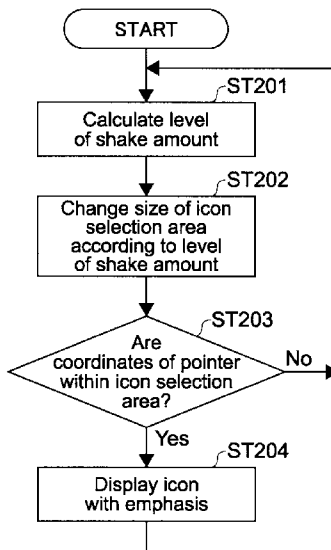 START
ST201
Calculate level
of shake amount
ST202
Change size of icon
selection area
according to level
of shake amount
ST203
Are
coordinates of pointer
within icon selection
area?
No
Yes
ST204
Display icon
with emphasis